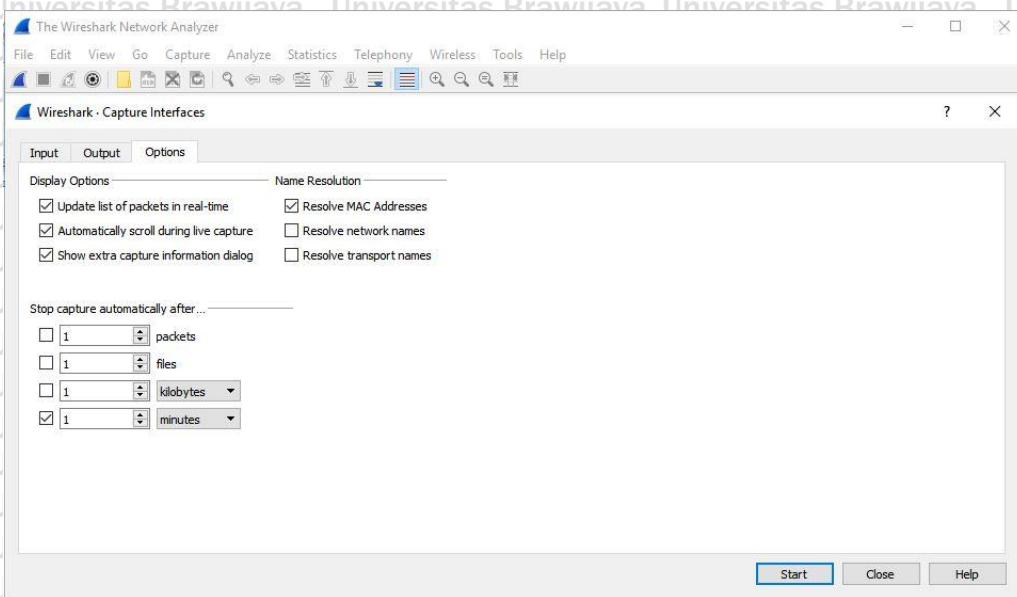 Universitas Brawijaya Universitas Brawijaya Universitas Brawijaya
The Wireshark Network Analyzer
File Edit View Go Capture Analyze Statistics Telephony Wireless Tools Help
Wireshark · Capture Interfaces
Input Output Options
Display Options Name Resolution
Update list of packets in real-time Resolve MAC Addresses
Automatically scroll during live capture Resolve network names
Show extra capture information dialog Resolve transport names
Stop capture automatically after...
1 packets
1 files
1 kilobytes
1 minutes
Start Close Help